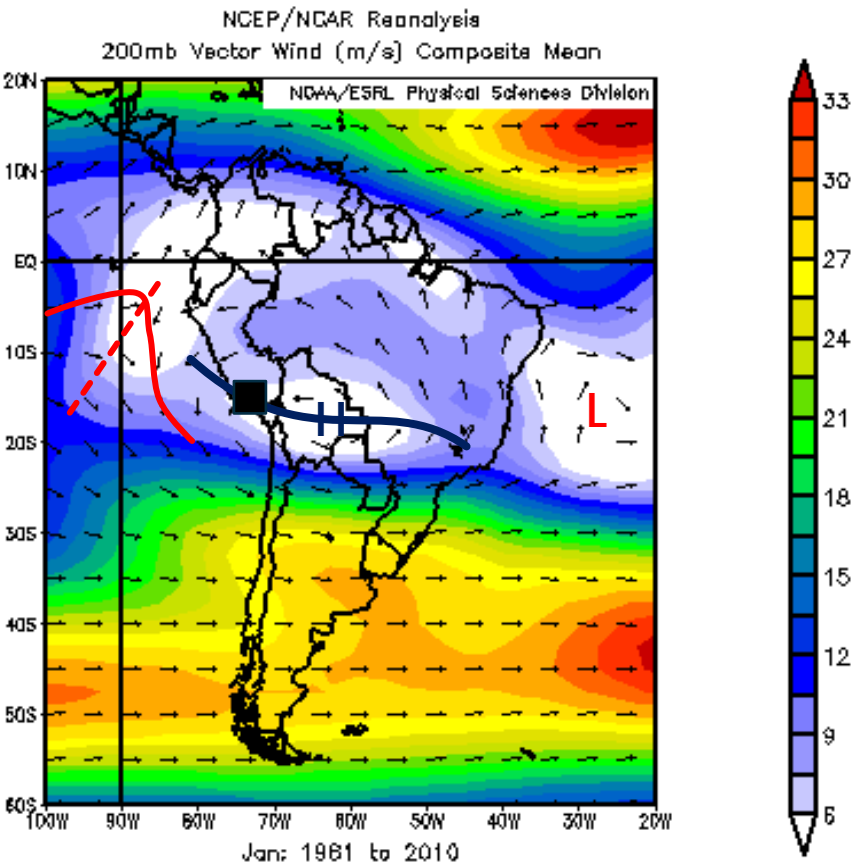 NCEP/NCAR Reanalysis
200mb Vector Wind (m/s) Composite Mean
NOAA/ESRL Physical Sciences Division
20N
10N
EQ
10S
20S
30S
40S
50S
60S
100W 90W 80W 70W 60W 50W 40W 30W 20W
L
33
30
27
24
21
18
15
12
9
6
Jan: 1961 to 2010